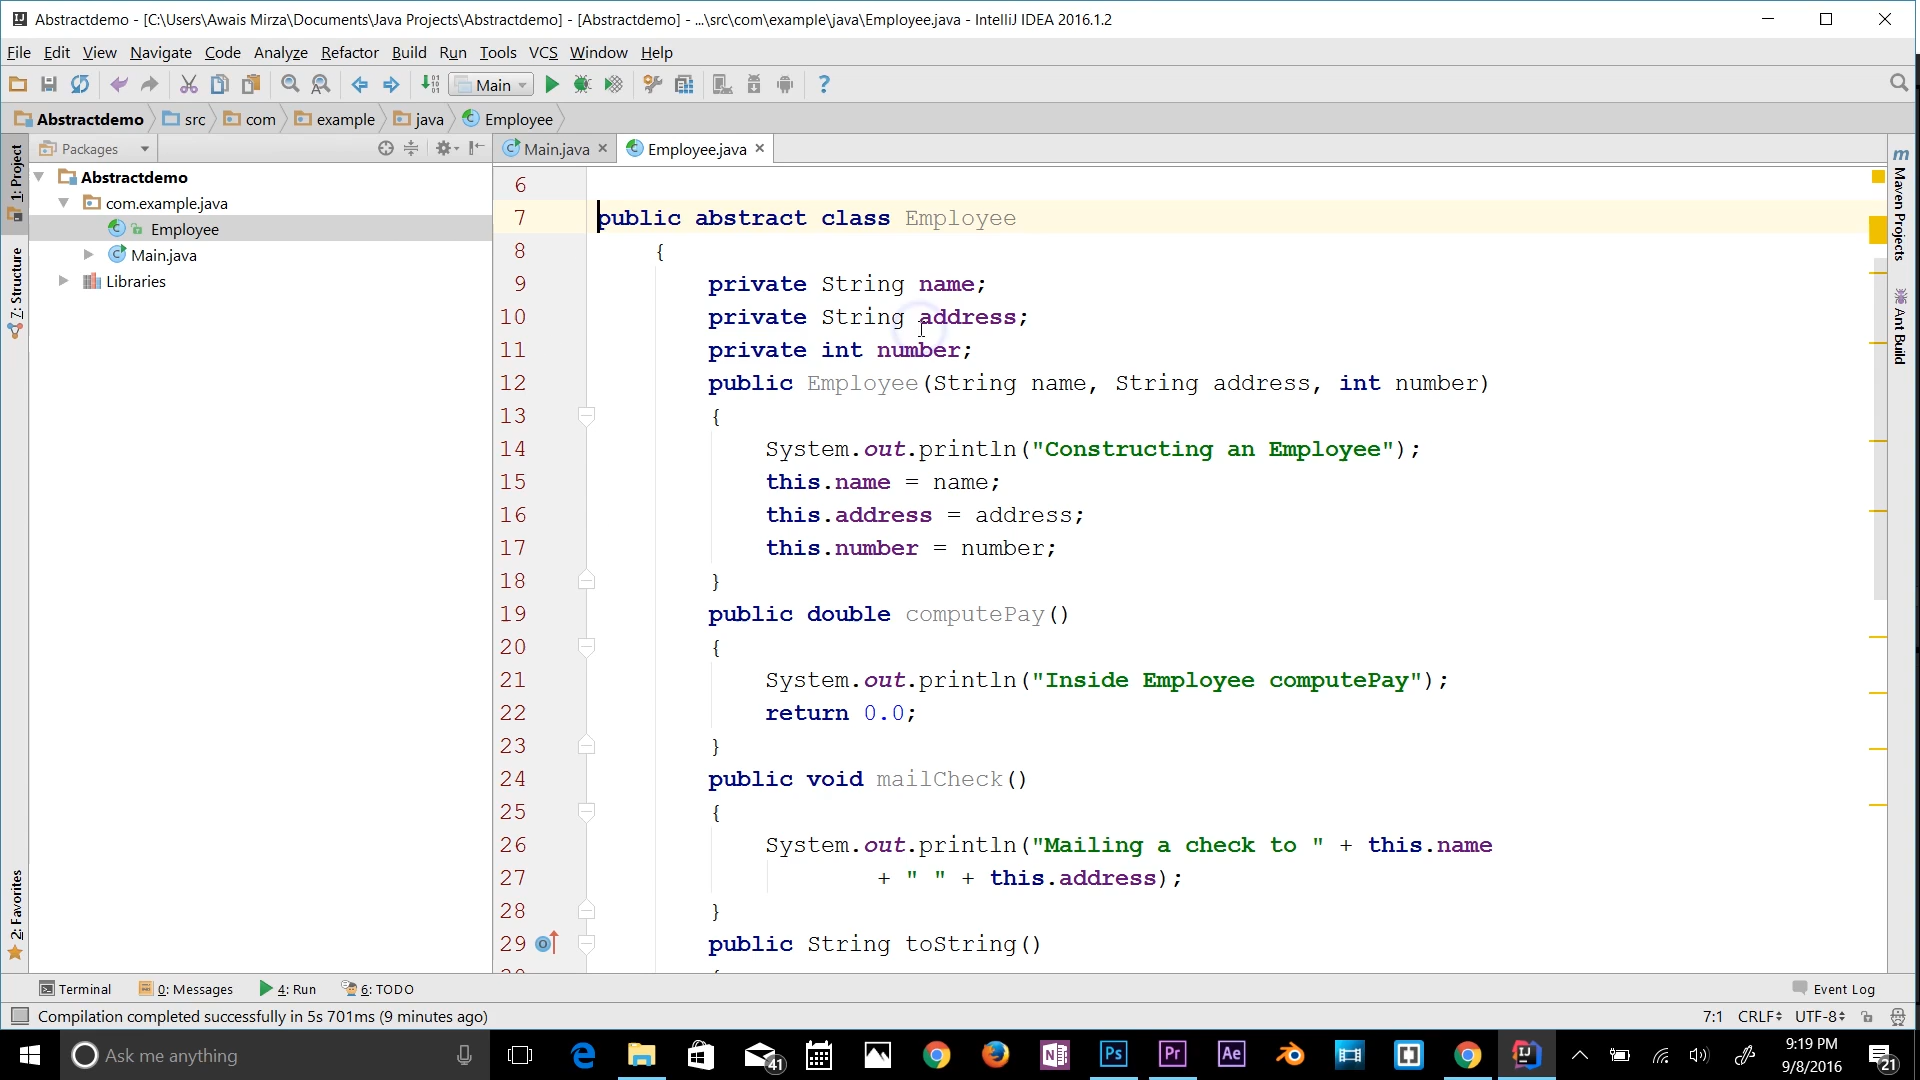 Abstractdemo - [C:\Users\Awais Mirza\Documents\Java Projects\Abstractdemo] - [Abstractdemo] - ...\src\com\example\java\Employee.java - IntelliJ IDEA 2016.1.2
File Edit View Navigate Code Analyze Refactor Build Run Tools VCS Window Help
Main
Abstractdemo src com example java Employee
Packages
Main.java
Employee.java
1: Project
7: Structure
2: Favorites
Abstractdemo
com.example.java
Employee
Main.java
Libraries
6
7 public abstract class Employee
8 {
9 private String name;
10 private String address;
11 private int number;
12 public Employee(String name, String address, int number)
13 {
14 System.out.println("Constructing an Employee");
15 this.name = name;
16 this.address = address;
17 this.number = number;
18 }
19 public double computePay()
20 {
21 System.out.println("Inside Employee computePay");
22 return 0.0;
23 }
24 public void mailCheck()
25 {
26 System.out.println("Mailing a check to " + this.name
27 + " " + this.address);
28 }
29 public String toString()
Maven Projects
Ant Build
Terminal 0: Messages 4: Run 6: TODO Event Log
Compilation completed successfully in 5s 701ms (9 minutes ago) 7:1 CRLF UTF-8
Ask me anything
41
Ps
Pr
Ae
9:19 PM
9/8/2016
21